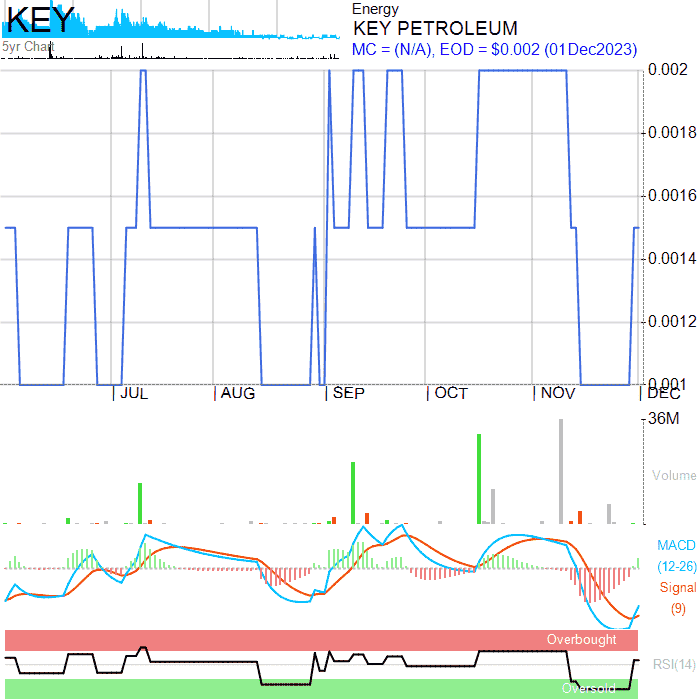 KEY
Energy
KEY PETROLEUM
MC = (N/A), EOD = $0.002 (01Dec2023)
5yr Chart
0.002
0.0018
0.0016
0.0014
0.0012
0.001
JUL AUG SEP OCT NOV DEC
36M
Volume
MACD
(12-26)
Signal
(9)
Overbought
RSI(14)
Oversold